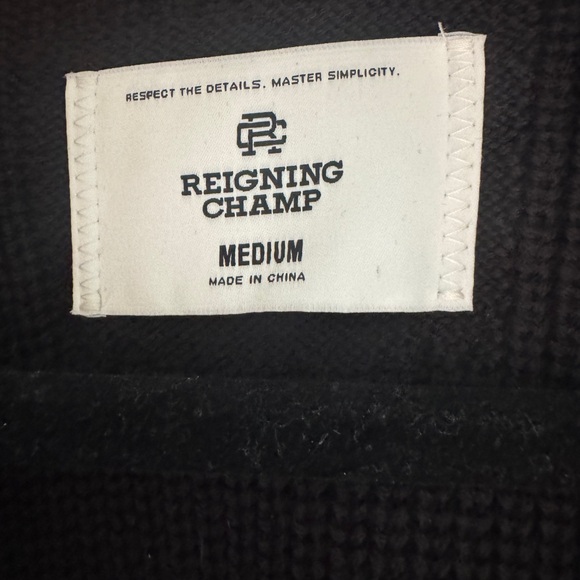 RESPECT THE DETAILS. MASTER SIMPLICITY.
RC
REIGNING
CHAMP
MEDIUM
MADE IN CHINA